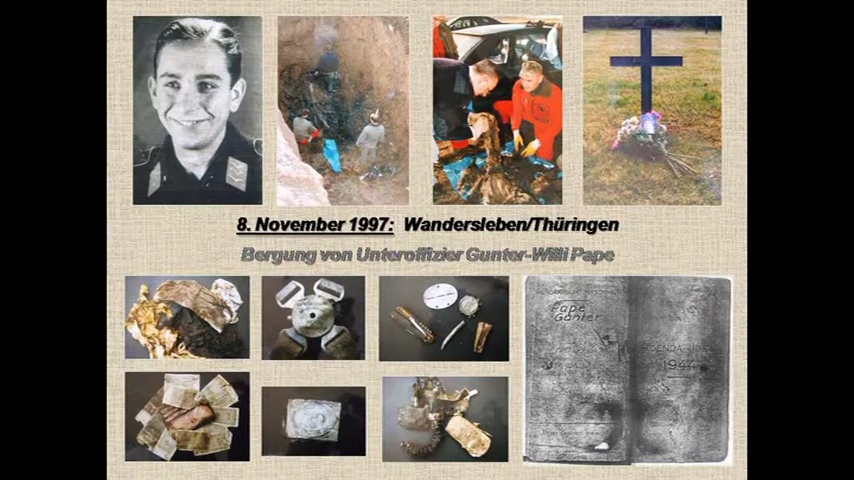 8. November 1997: Wandersleben/Thüringen
Bergung von Unteroffizier Gunter-Willi Pape
Pape
Günter
1944